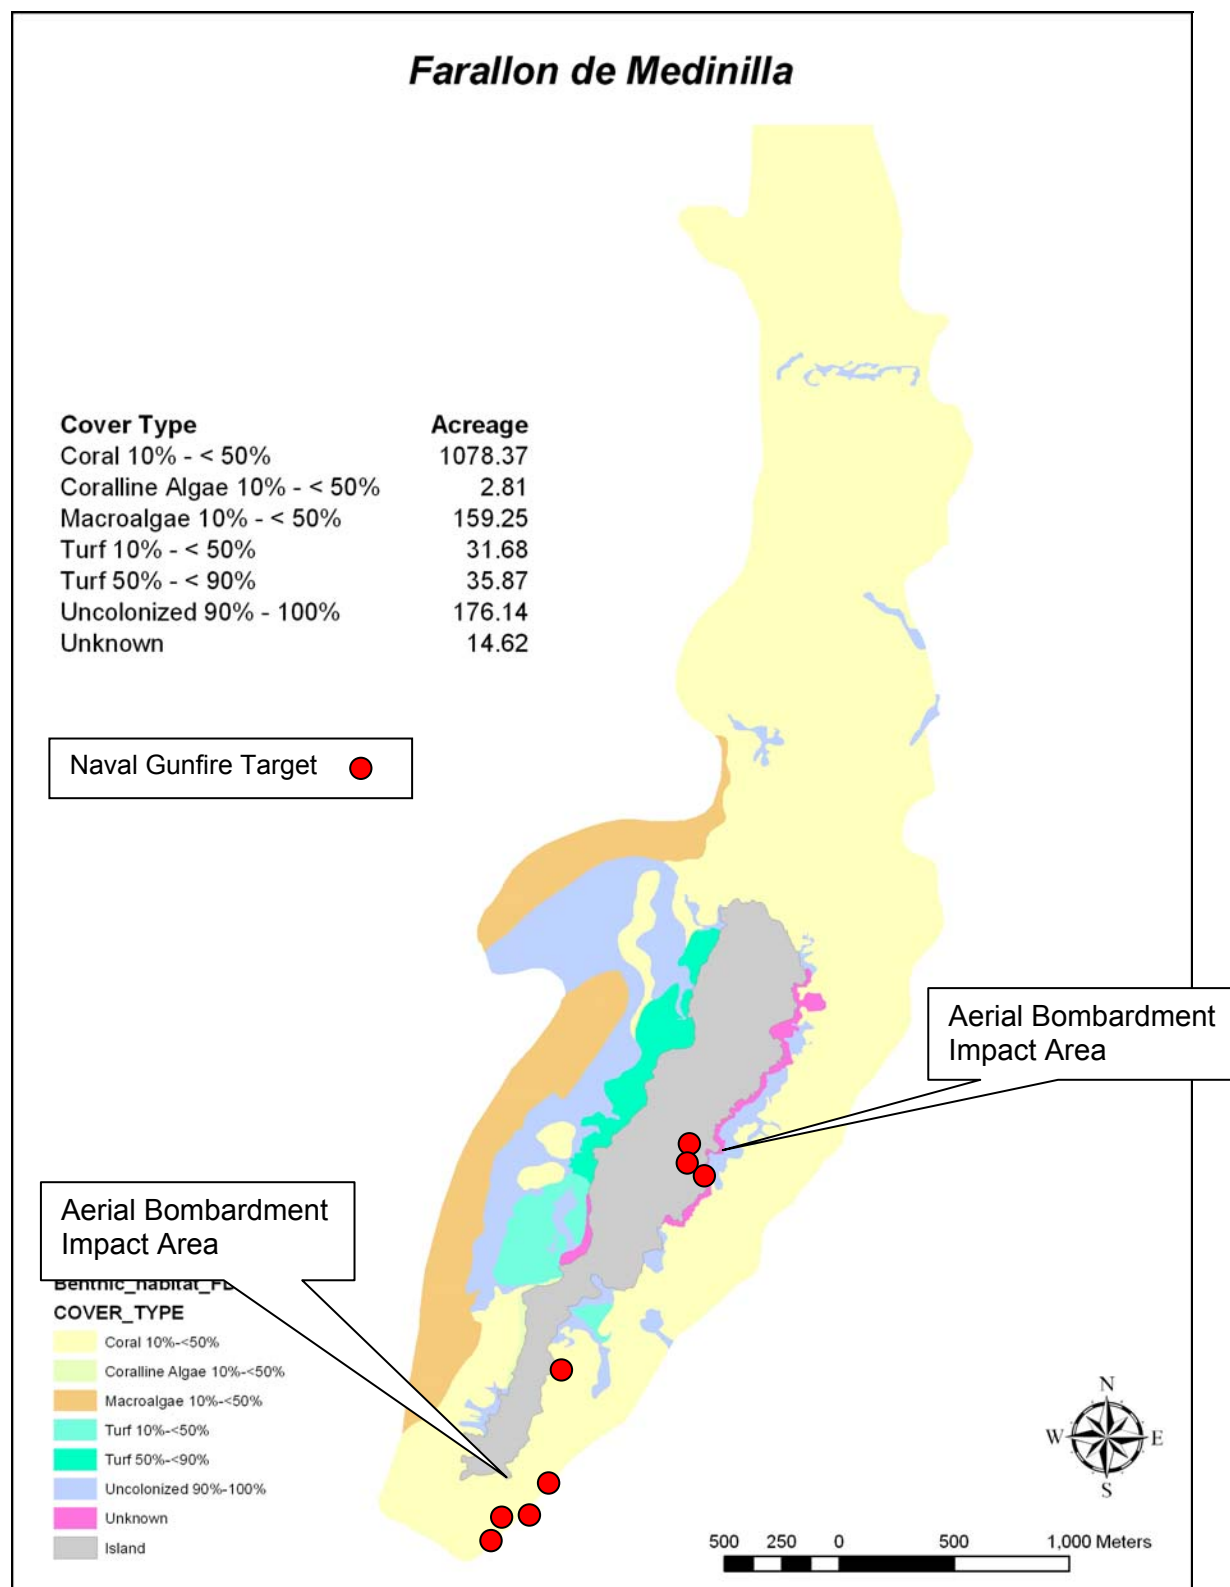 Farallon de Medinilla
Cover Type Acreage
Coral 10% - < 50% 1078.37
Coralline Algae 10% - < 50% 2.81
Macroalgae 10% - < 50% 159.25
Turf 10% - < 50% 31.68
Turf 50% - < 90% 35.87
Uncolonized 90% - 100% 176.14
Unknown 14.62
Naval Gunfire Target
Aerial Bombardment
Impact Area
Aerial Bombardment
Impact Area
COVER_TYPE
Coral 10%-<50%
Coralline Algae 10%-<50%
Macroalgae 10%-<50%
Turf 10%-<50%
Turf 50%-<90%
Uncolonized 90%-100%
Unknown
Island
N
W E
S
500 250 0 500 1,000 Meters